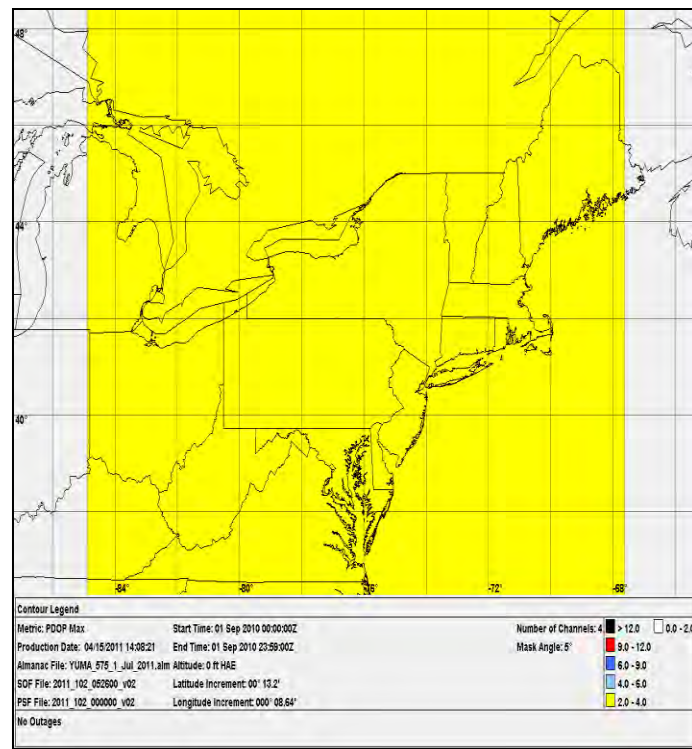 48°
44°
40°
-84° -80° -76 -72° -68°
Contour Legend
Metric: PDOP Max Start Time: 01 Sep 2010 00:00:00Z Number of Channels: 4 > 12.0 0.0 - 2.0
Production Date: 04/15/2011 14:08:21 End Time: 01 Sep 2010 23:59:00Z Mask Angle: 5° 9.0 - 12.0
Almanac File: YUMA_575_1_Jul_2011.alm Altitude: 0 ft HAE 6.0 - 9.0
SOF File: 2011_102_052600_v02 Latitude Increment: 00° 13.2' 4.0 - 6.0
PSF File: 2011_102_000000_v02 Longitude Increment: 000° 08.64' 2.0 - 4.0
No Outages